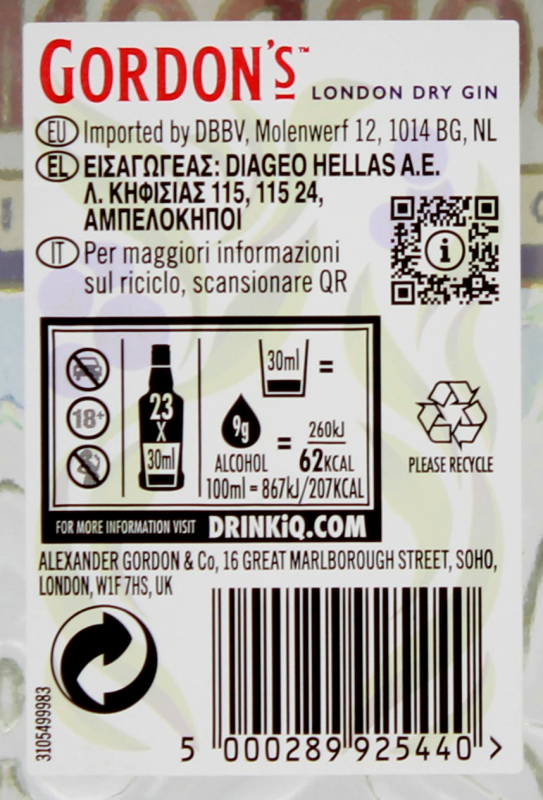 GORDON'S™ LONDON DRY GIN
EU Imported by DBBV, Molenwerf 12, 1014 BG, NL
EL ΕΙΣΑΓΩΓΕΑΣ: DIAGEO HELLAS A.E.
Λ. ΚΗΦΙΣΙΑΣ 115, 115 24,
ΑΜΠΕΛΟΚΗΠΟΙ
IT Per maggiori informazioni
sul riciclo, scansionare QR
i
18+
23
X
30ml
30ml =
9g
ALCOHOL
= 260kJ
62KCAL
100ml = 867kJ/207KCAL
PLEASE RECYCLE
FOR MORE INFORMATION VISIT DRINKiQ.COM
ALEXANDER GORDON & Co, 16 GREAT MARLBOROUGH STREET, SOHO,
LONDON, W1F 7HS, UK
3105499983
5 000289 925440 >